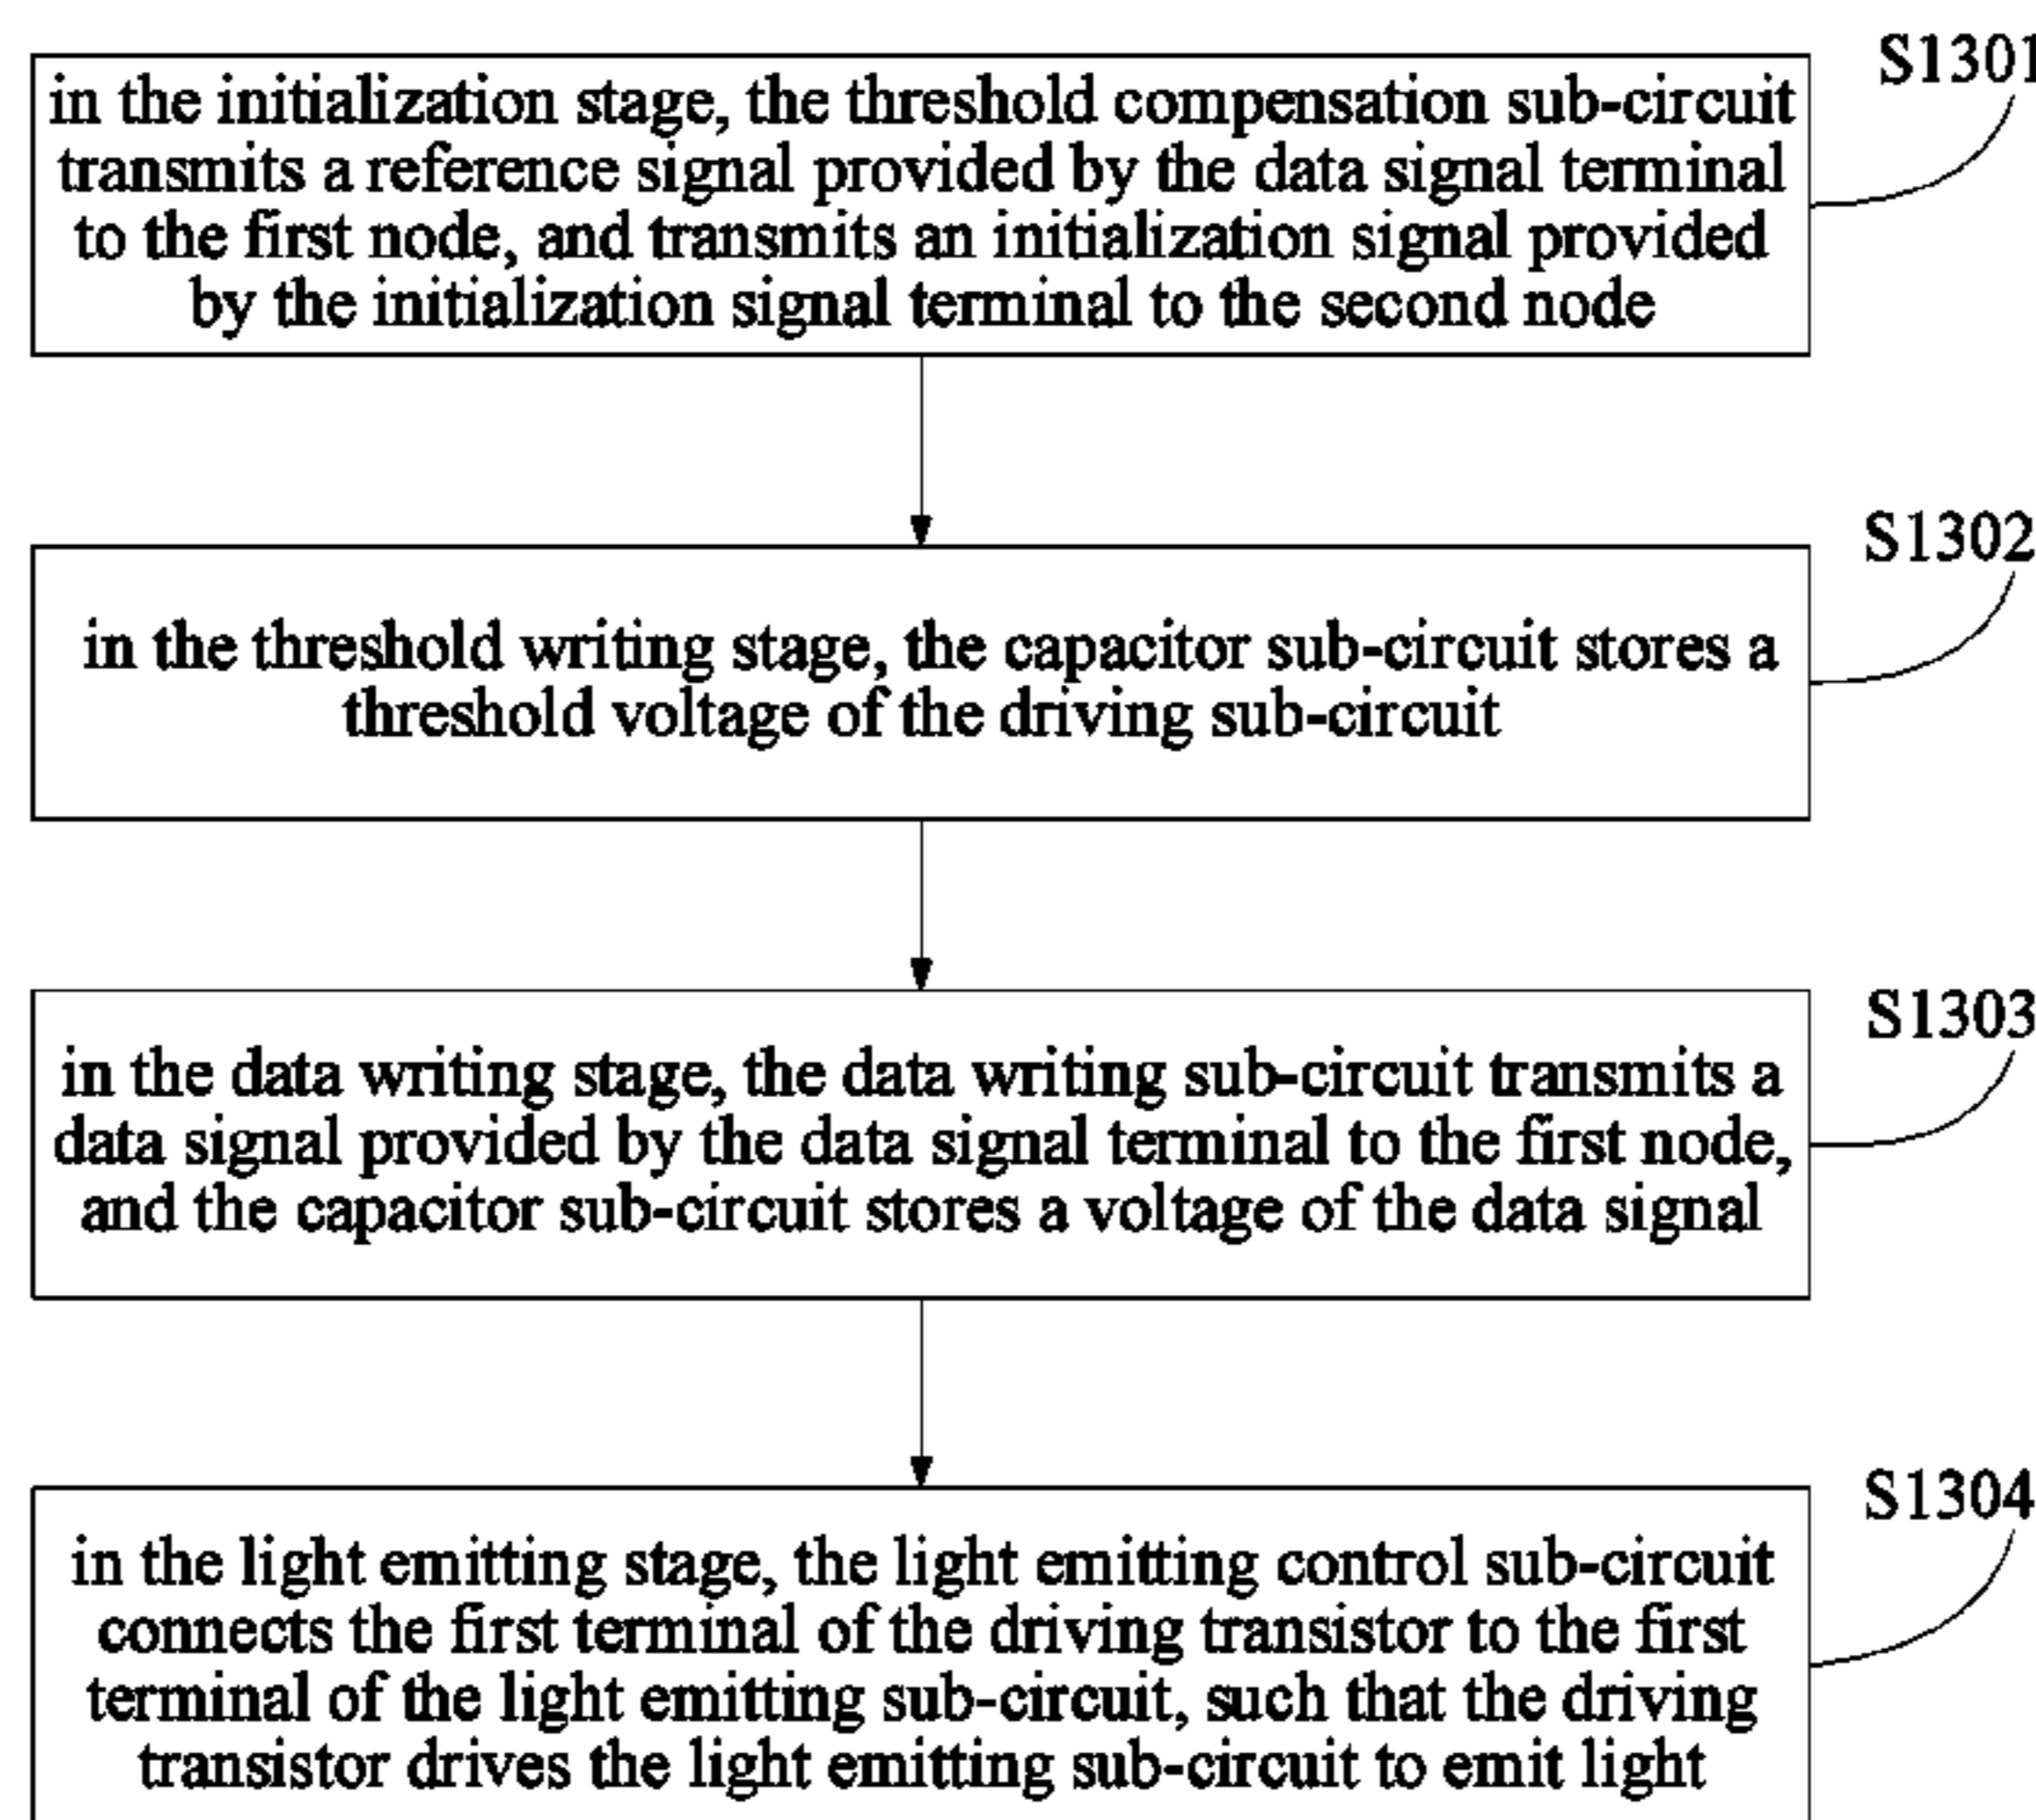 S1301
in the initialization stage, the threshold compensation sub-circuit
transmits a reference signal provided by the data signal terminal
to the first node, and transmits an initialization signal provided
by the initialization signal terminal to the second node
S1302
in the threshold writing stage, the capacitor sub-circuit stores a
threshold voltage of the driving sub-circuit
S1303
in the data writing stage, the data writing sub-circuit transmits a
data signal provided by the data signal terminal to the first node,
and the capacitor sub-circuit stores a voltage of the data signal
S1304
in the light emitting stage, the light emitting control sub-circuit
connects the first terminal of the driving transistor to the first
terminal of the light emitting sub-circuit, such that the driving
transistor drives the light emitting sub-circuit to emit light